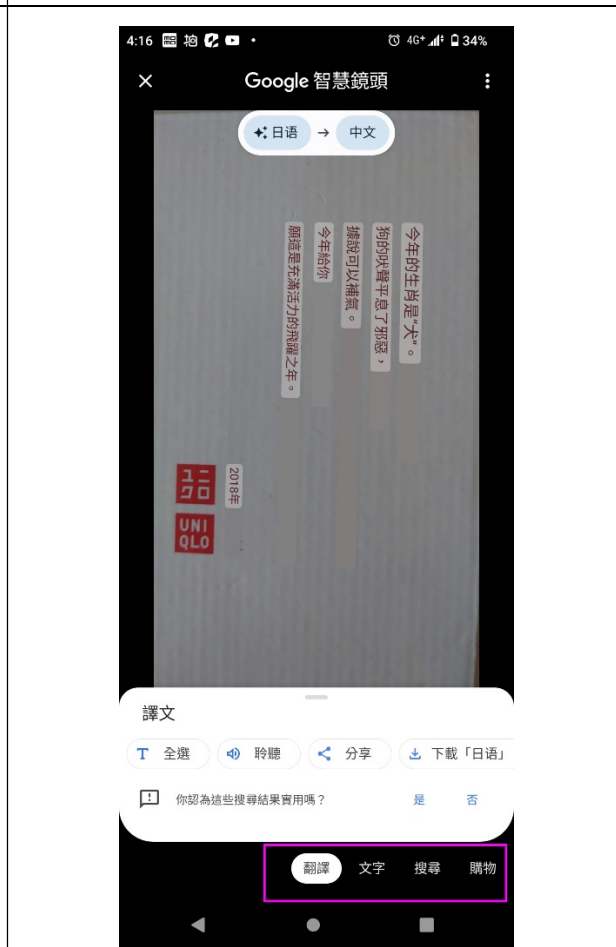 4:16 4G+ 34%
Google 智慧鏡頭
日语 → 中文
今年的生肖是"犬"。
狗的吠聲平息了邪惡，
據說可以補氣。
今年給你
願這是充滿活力的飛躍之年。
2018年
ユニ
クロ
UNI
QLO
譯文
全選 聆聽 分享 下載「日语」
你認為這些搜尋結果實用嗎？ 是 否
翻譯 文字 搜尋 購物